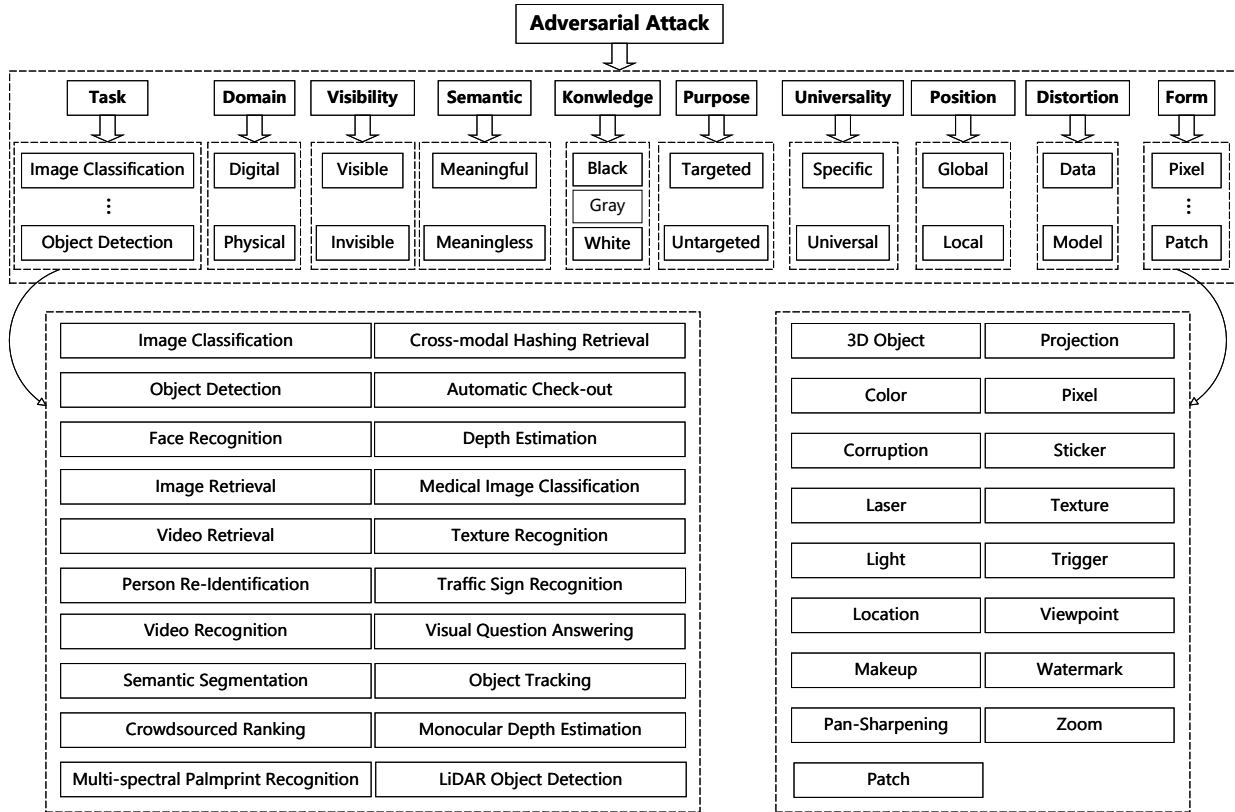 Adversarial Attack
Task Domain Visibility Semantic Konwledge Purpose Universality Position Distortion Form
Image Classification Digital Visible Meaningful Black Targeted Specific Global Data Pixel
⋮ Gray ⋮
Object Detection Physical Invisible Meaningless White Untargeted Universal Local Model Patch
Image Classification Cross-modal Hashing Retrieval
Object Detection Automatic Check-out
Face Recognition Depth Estimation
Image Retrieval Medical Image Classification
Video Retrieval Texture Recognition
Person Re-Identification Traffic Sign Recognition
Video Recognition Visual Question Answering
Semantic Segmentation Object Tracking
Crowdsourced Ranking Monocular Depth Estimation
Multi-spectral Palmprint Recognition LiDAR Object Detection
3D Object Projection
Color Pixel
Corruption Sticker
Laser Texture
Light Trigger
Location Viewpoint
Makeup Watermark
Pan-Sharpening Zoom
Patch